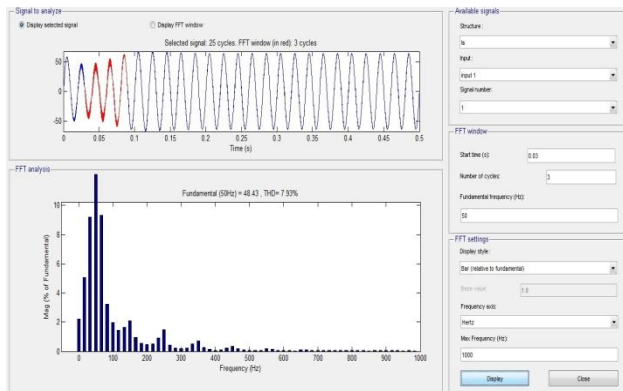 Signal to analyze
Display selected signal
Display FFT window
Selected signal: 25 cycles. FFT window (in red): 3 cycles
50
0
-50
0 0.05 0.1 0.15 0.2 0.25 0.3 0.35 0.4 0.45 0.5
Time (s)
FFT analysis
Fundamental (50Hz) = 48.43 , THD= 7.93%
Mag (% of Fundamental)
10
8
6
4
2
0
0 100 200 300 400 500 600 700 800 900 1000
Frequency (Hz)
Available signals
Structure :
Ia
Input :
input 1
Signal number:
1
FFT window
Start time (s):
0.03
Number of cycles:
3
Fundamental frequency (Hz):
50
FFT settings
Display style :
Bar (relative to fundamental)
Base value:
1.0
Frequency axis:
Hertz
Max Frequency (Hz):
1000
Display
Close